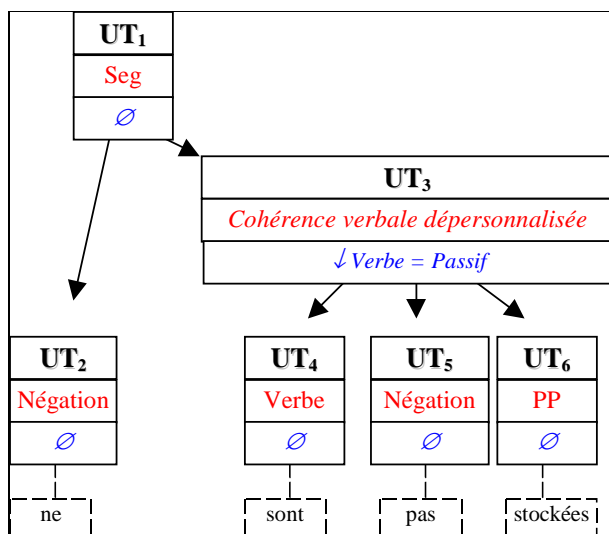 UT₁
Seg
∅
UT₃
Cohérence verbale dépersonnalisée
↓ Verbe = Passif
UT₂ UT₄ UT₅ UT₆
Négation Verbe Négation PP
∅ ∅ ∅ ∅
ne sont pas stockées